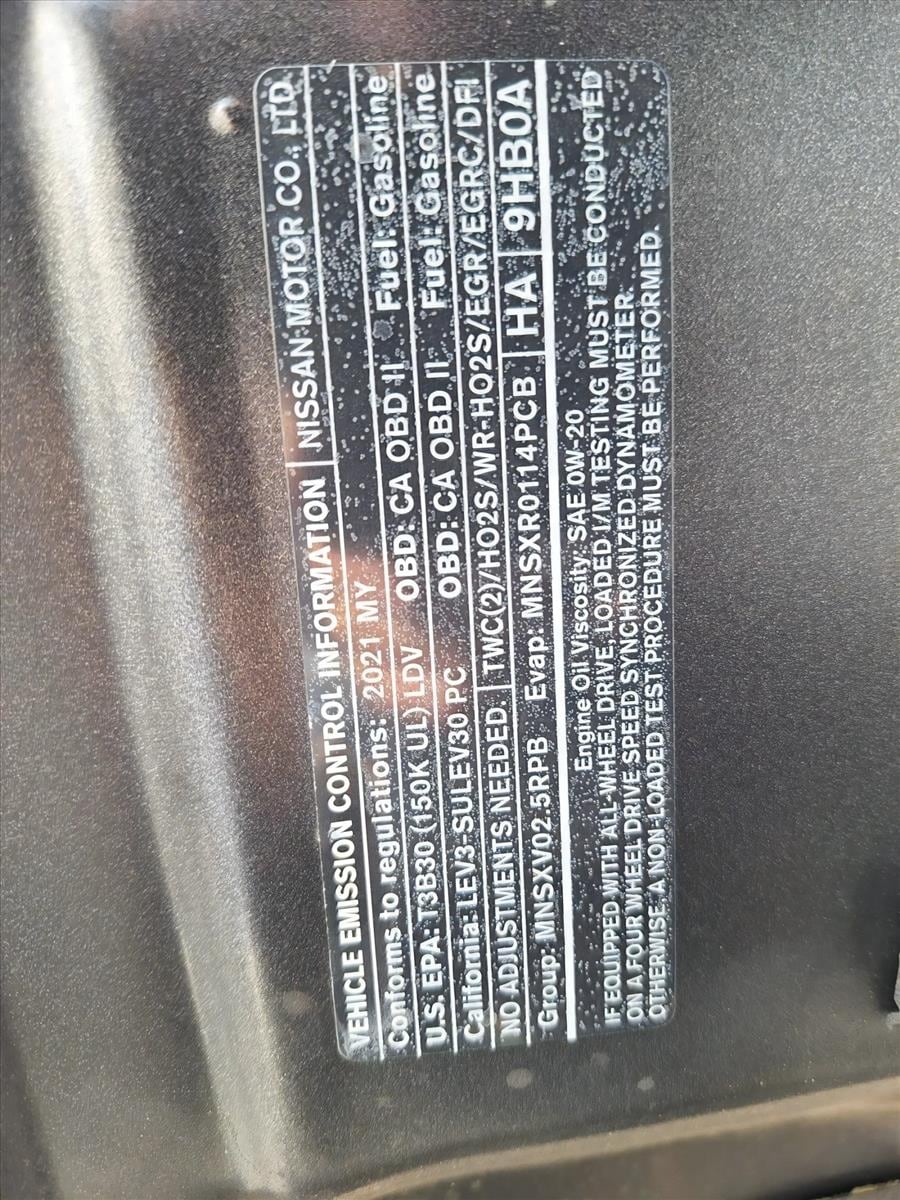 VEHICLE EMISSION CONTROL INFORMATION NISSAN MOTOR CO., LTD.
Conforms to regulations: 2021 MY
U.S. EPA: T3B30 (150K UL) LDV OBD: CA OBD II Fuel: Gasoline
California: LEV3-SULEV30 PC OBD: CA OBD II Fuel: Gasoline
NO ADJUSTMENTS NEEDED. TWC(2)/HO2S/WR-HO2S/EGR/EGRC/DFI
Group: MNSXV02.5RPB Evap: MNSXR0114PCB HA 9HB0A
Engine Oil Viscosity: SAE 0W-20
IF EQUIPPED WITH ALL-WHEEL DRIVE, LOADED I/M TESTING MUST BE CONDUCTED
ON A FOUR WHEEL DRIVE SPEED SYNCHRONIZED DYNAMOMETER.
OTHERWISE, A NON-LOADED TEST PROCEDURE MUST BE PERFORMED.